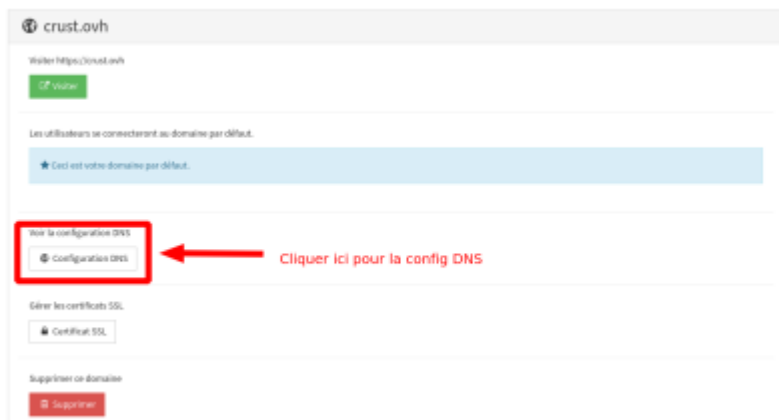 crust.ovh
Visiter https://crust.ovh
Visiter
Les utilisateurs se connecteront au domaine par défaut.
Ceci est votre domaine par défaut.
Voir la configuration DNS
Configuration DNS
Cliquer ici pour la config DNS
Gérer les certificats SSL.
Certificat SSL
Supprimer ce domaine
Supprimer